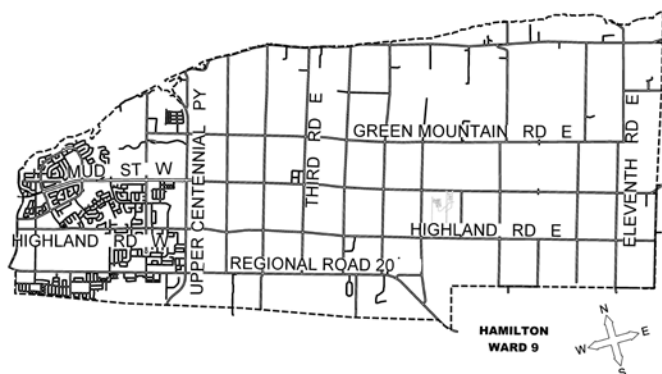 GREEN MOUNTAIN RD E
MUD ST W
UPPER CENTENNIAL PY
THIRD RD E
ELEVENTH RD E
HIGHLAND RD W
HIGHLAND RD E
REGIONAL ROAD 20
HAMILTON
WARD 9
N
W
E
S